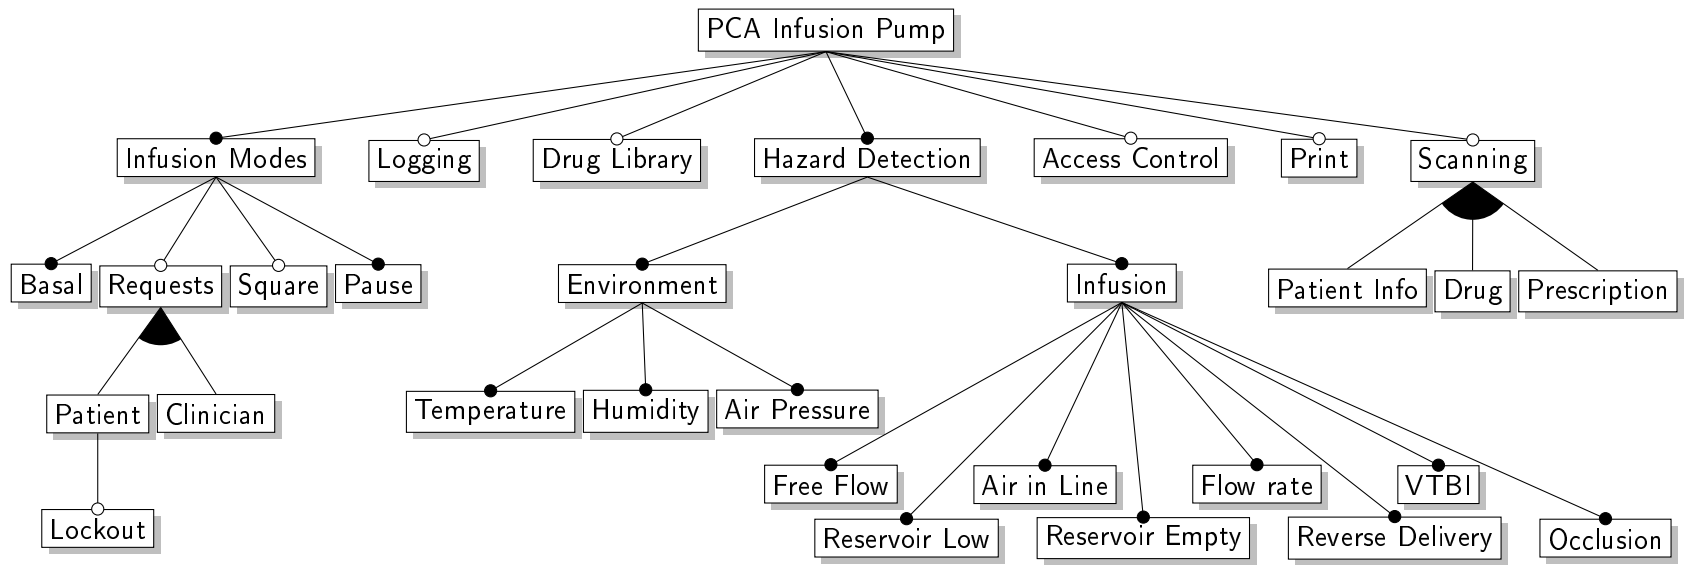 PCA Infusion Pump
Infusion Modes
Logging
Drug Library
Hazard Detection
Access Control
Print
Scanning
Basal
Requests
Square
Pause
Environment
Infusion
Patient Info
Drug
Prescription
Patient
Clinician
Temperature
Humidity
Air Pressure
Free Flow
Air in Line
Flow rate
VTBI
Lockout
Reservoir Low
Reservoir Empty
Reverse Delivery
Occlusion